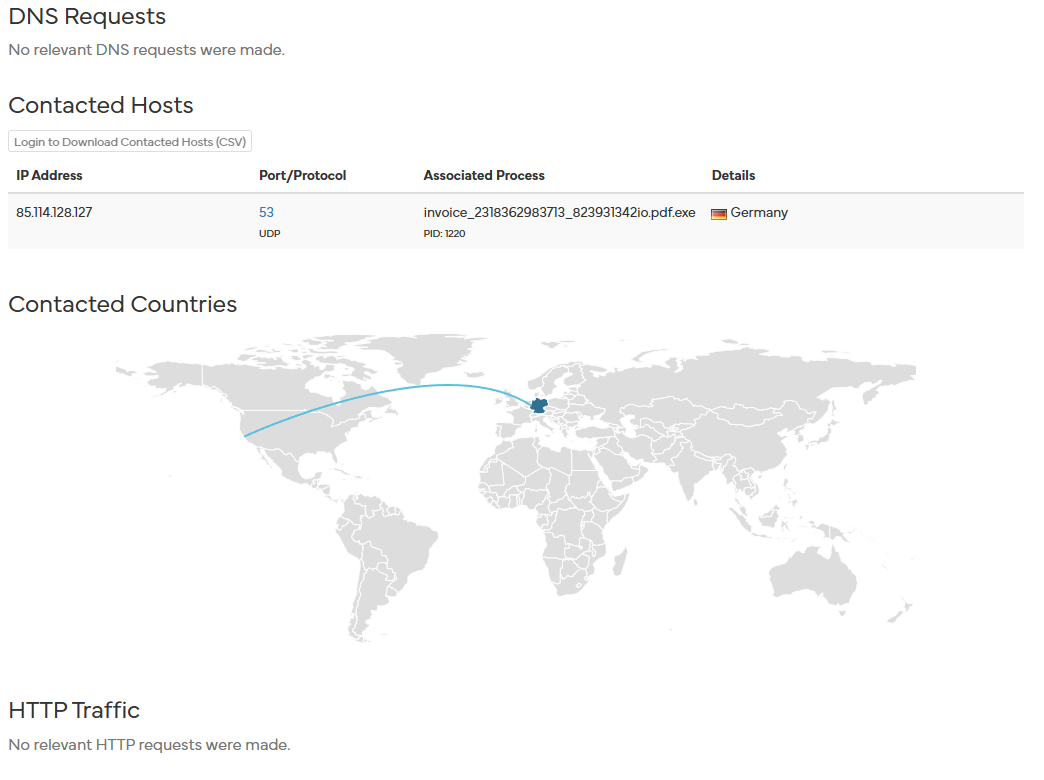 DNS Requests
No relevant DNS requests were made.
Contacted Hosts
Login to Download Contacted Hosts (CSV)
IP Address Port/Protocol Associated Process Details
85.114.128.127 53 invoice_2318362983713_823931342io.pdf.exe Germany
UDP PID: 1220
Contacted Countries
HTTP Traffic
No relevant HTTP requests were made.